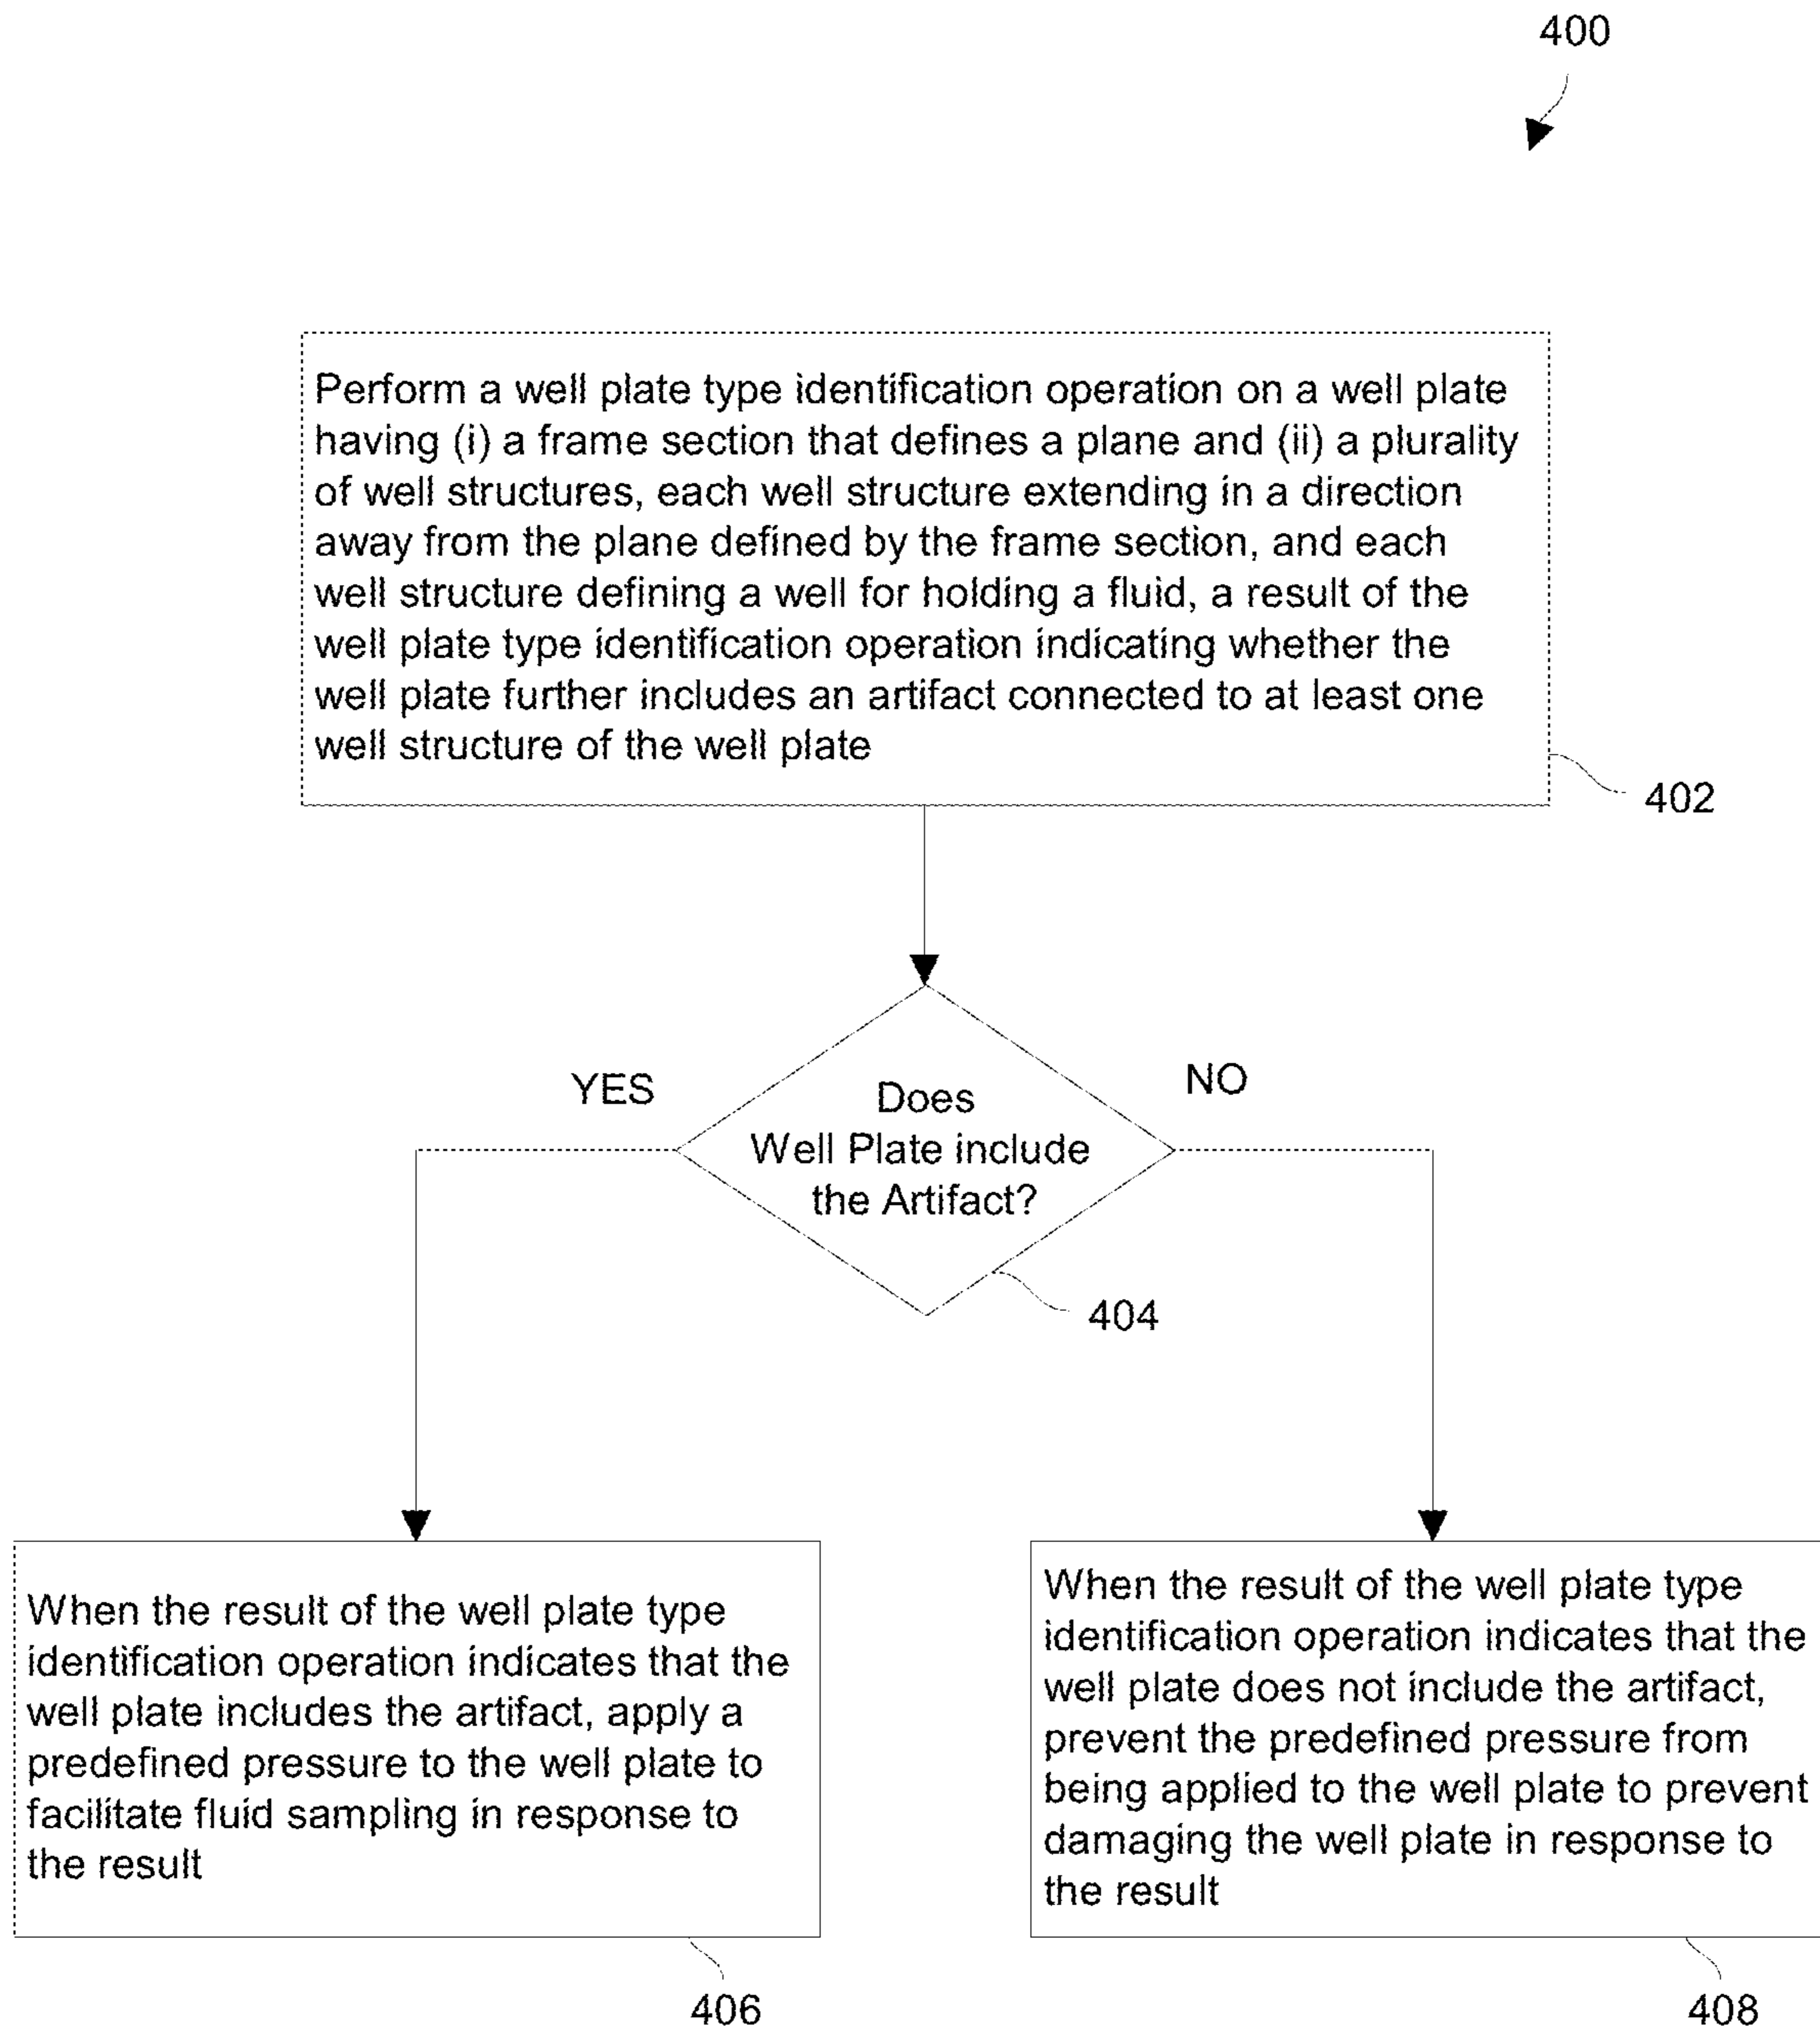 400
Perform a well plate type identification operation on a well plate
having (i) a frame section that defines a plane and (ii) a plurality
of well structures, each well structure extending in a direction
away from the plane defined by the frame section, and each
well structure defining a well for holding a fluid, a result of the
well plate type identification operation indicating whether the
well plate further includes an artifact connected to at least one
well structure of the well plate
402
YES
NO
Does
Well Plate include
the Artifact?
404
When the result of the well plate type
identification operation indicates that the
well plate includes the artifact, apply a
predefined pressure to the well plate to
facilitate fluid sampling in response to
the result
406
When the result of the well plate type
identification operation indicates that the
well plate does not include the artifact,
prevent the predefined pressure from
being applied to the well plate to prevent
damaging the well plate in response to
the result
408